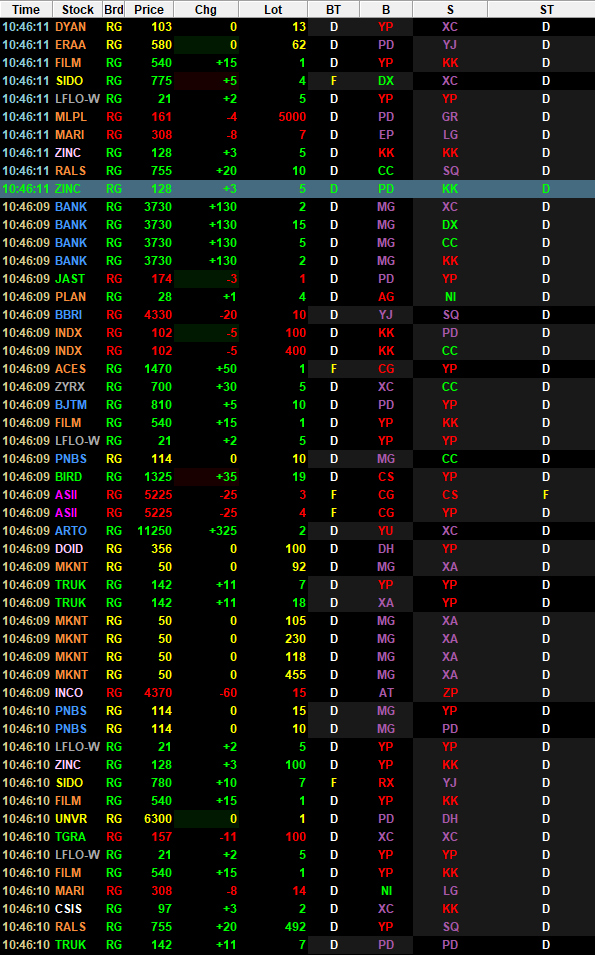 Time Stock Brd Price Chg Lot BT B S ST
10:46:11 DYAN RG 103 0 13 D YP XC D
10:46:11 ERAA RG 580 0 62 D PD YJ D
10:46:11 FILM RG 540 +15 1 D YP KK D
10:46:11 SIDO RG 775 +5 4 F DX XC D
10:46:11 LFLO-W RG 21 +2 5 D YP YP D
10:46:11 MLPL RG 161 -4 5000 D PD GR D
10:46:11 MARI RG 308 -8 7 D EP LG D
10:46:11 ZINC RG 128 +3 5 D KK KK D
10:46:11 RALS RG 755 +20 10 D CC SQ D
10:46:11 ZINC RG 128 +3 5 D PD KK D
10:46:09 BANK RG 3730 +130 2 D MG XC D
10:46:09 BANK RG 3730 +130 15 D MG DX D
10:46:09 BANK RG 3730 +130 5 D MG CC D
10:46:09 BANK RG 3730 +130 2 D MG KK D
10:46:09 JAST RG 174 -3 1 D PD YP D
10:46:09 PLAN RG 28 +1 4 D AG NI D
10:46:09 BBRI RG 4330 -20 10 D YJ SQ D
10:46:09 INDX RG 102 -5 100 D KK PD D
10:46:09 INDX RG 102 -5 400 D KK CC D
10:46:09 ACES RG 1470 +50 1 F CG YP D
10:46:09 ZYRX RG 700 +30 5 D XC CC D
10:46:09 BJTM RG 810 +5 10 D PD YP D
10:46:09 FILM RG 540 +15 1 D YP KK D
10:46:09 LFLO-W RG 21 +2 5 D YP YP D
10:46:09 PNBS RG 114 0 10 D MG CC D
10:46:09 BIRD RG 1325 +35 19 D CS YP D
10:46:09 ASII RG 5225 -25 3 F CG CS F
10:46:09 ASII RG 5225 -25 4 F CG YP D
10:46:09 ARTO RG 11250 +325 2 D YU XC D
10:46:09 DOID RG 356 0 100 D DH YP D
10:46:09 MKNT RG 50 0 92 D MG XA D
10:46:09 TRUK RG 142 +11 7 D YP YP D
10:46:09 TRUK RG 142 +11 18 D XA YP D
10:46:09 MKNT RG 50 0 105 D MG XA D
10:46:09 MKNT RG 50 0 230 D MG XA D
10:46:09 MKNT RG 50 0 118 D MG XA D
10:46:09 MKNT RG 50 0 455 D MG XA D
10:46:09 INCO RG 4370 -60 15 D AT ZP D
10:46:10 PNBS RG 114 0 15 D MG YP D
10:46:10 PNBS RG 114 0 10 D MG PD D
10:46:10 LFLO-W RG 21 +2 5 D YP YP D
10:46:10 ZINC RG 128 +3 100 D YP KK D
10:46:10 SIDO RG 780 +10 7 F RX YJ D
10:46:10 FILM RG 540 +15 1 D YP KK D
10:46:10 UNVR RG 6300 0 1 D PD DH D
10:46:10 TGRA RG 157 -11 100 D XC XC D
10:46:10 LFLO-W RG 21 +2 5 D YP YP D
10:46:10 FILM RG 540 +15 1 D YP KK D
10:46:10 MARI RG 308 -8 14 D NI LG D
10:46:10 CSIS RG 97 +3 2 D XC KK D
10:46:10 RALS RG 755 +20 492 D YP SQ D
10:46:10 TRUK RG 142 +11 7 D PD PD D